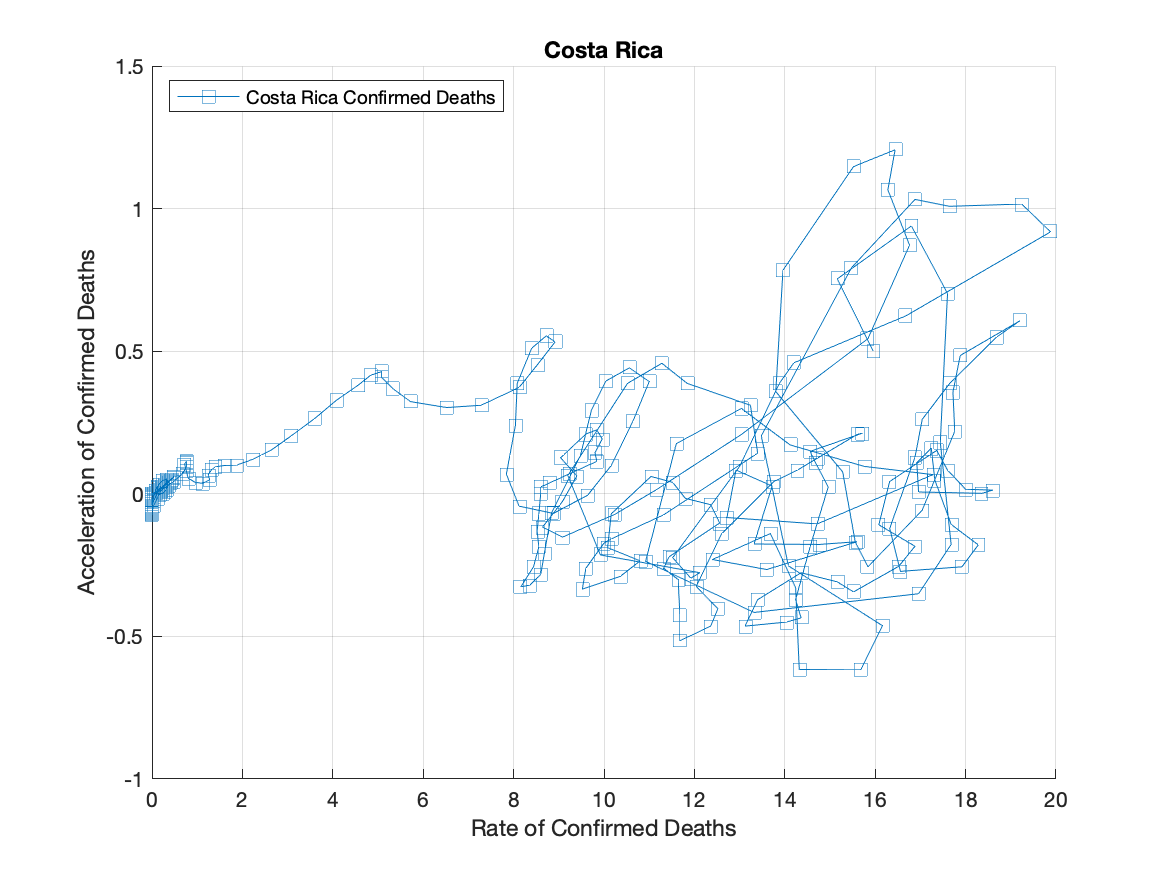 Costa Rica
Costa Rica Confirmed Deaths
1.5
1
0.5
0
-0.5
-1
Acceleration of Confirmed Deaths
0 2 4 6 8 10 12 14 16 18 20
Rate of Confirmed Deaths